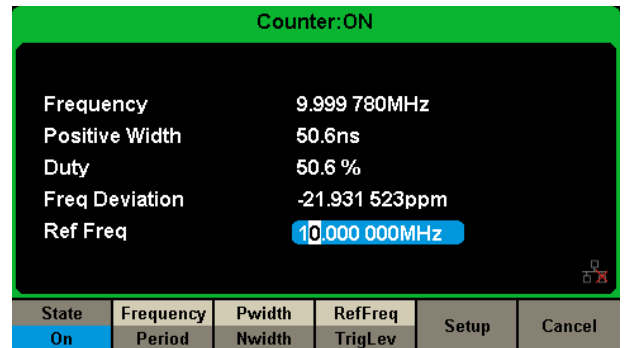 Counter:ON
Frequency 9.999 780MHz
Positive Width 50.6ns
Duty 50.6 %
Freq Deviation -21.931 523ppm
Ref Freq 10.000 000MHz
State Frequency Pwidth RefFreq Setup Cancel
On Period Nwidth TrigLev